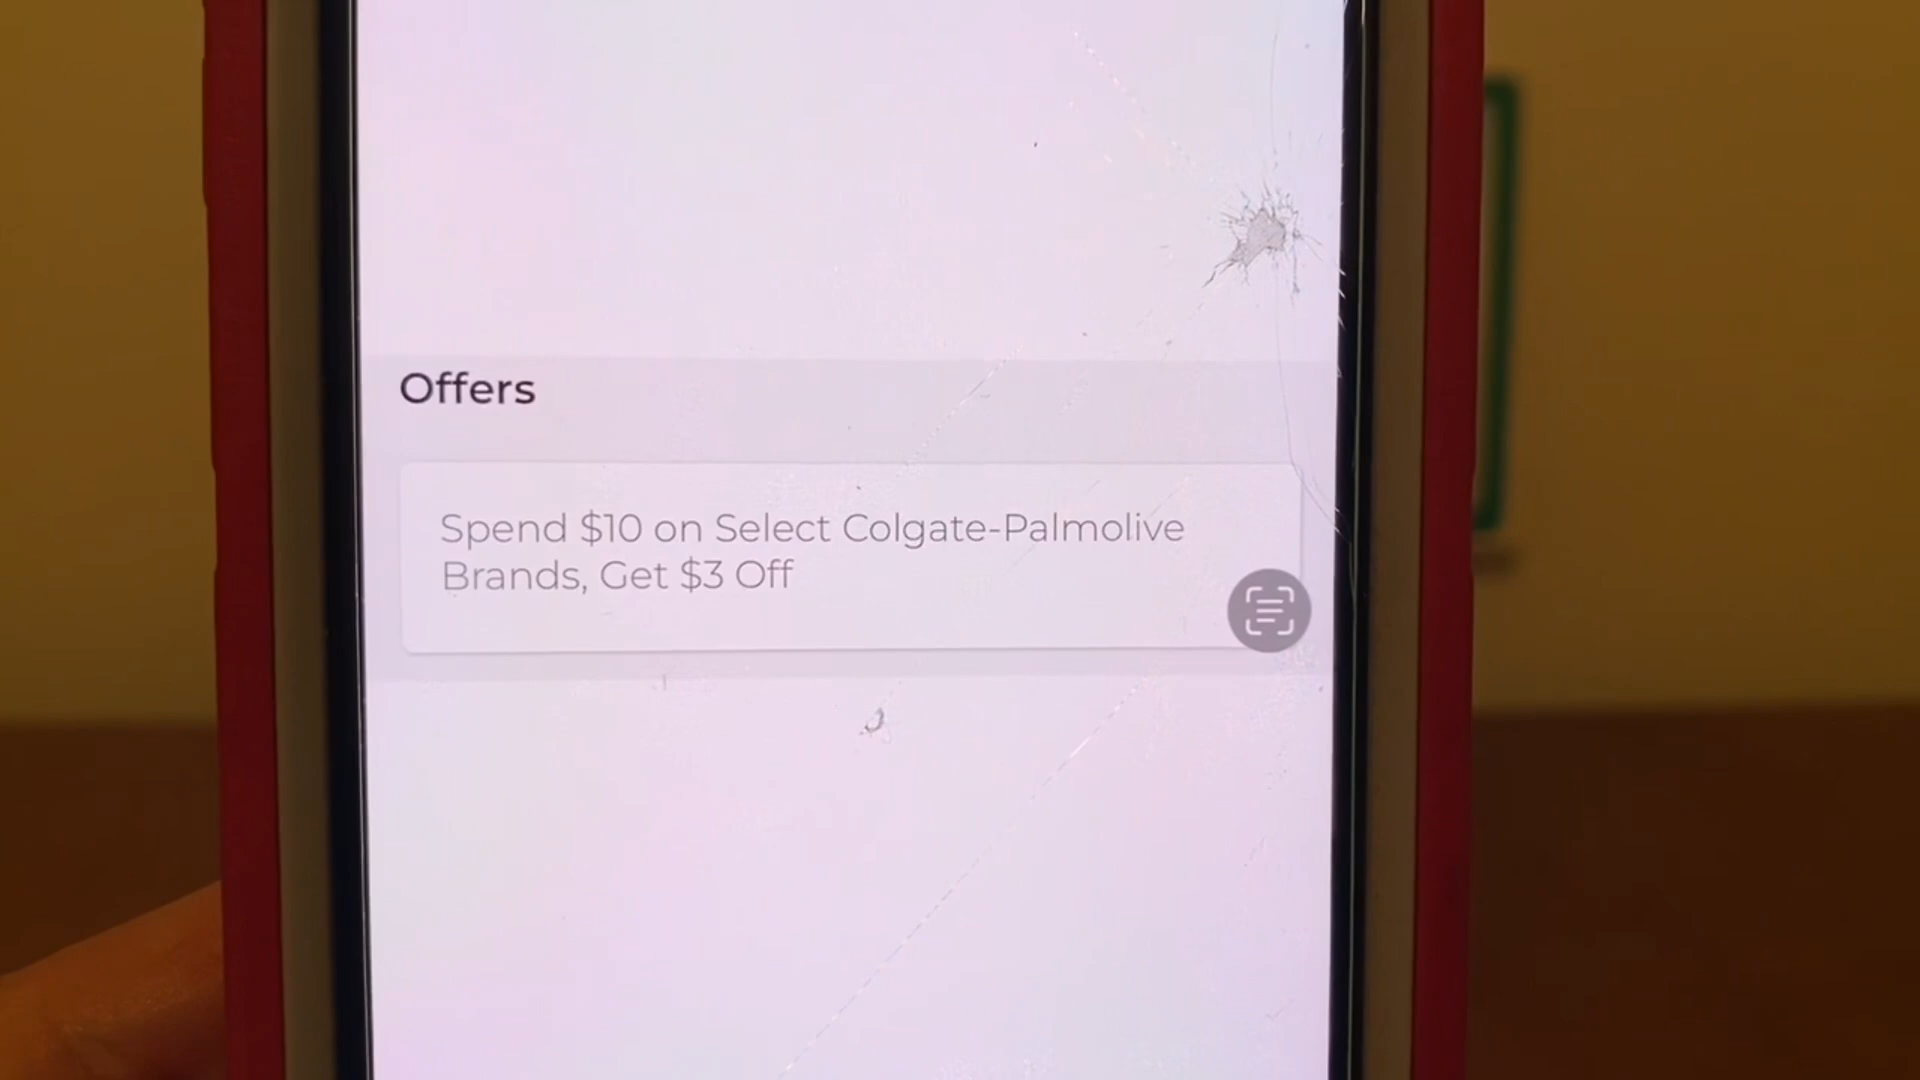 Offers
Spend $10 on Select Colgate-Palmolive
Brands, Get $3 Off